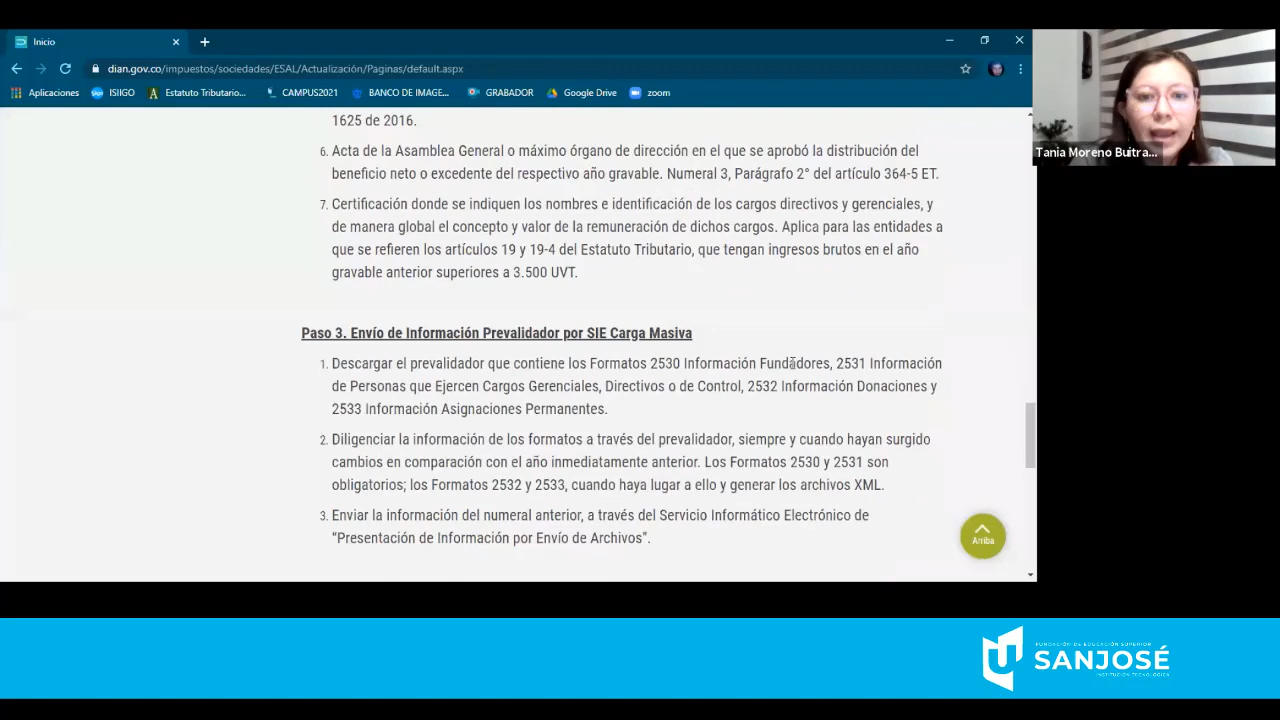 Inicio
dian.gov.co/impuestos/sociedades/ESAL/Actualización/Paginas/default.aspx
Aplicaciones SIIGO Estatuto Tributario... CAMPUS2021 BANCO DE IMAGE... GRABADOR Google Drive zoom
1625 de 2016.
6. Acta de la Asamblea General o máximo órgano de dirección en el que se aprobó la distribución del
beneficio neto o excedente del respectivo año gravable. Numeral 3, Parágrafo 2° del artículo 364-5 ET.
7. Certificación donde se indiquen los nombres e identificación de los cargos directivos y gerenciales, y
de manera global el concepto y valor de la remuneración de dichos cargos. Aplica para las entidades a
que se refieren los artículos 19 y 19-4 del Estatuto Tributario, que tengan ingresos brutos en el año
gravable anterior superiores a 3.500 UVT.
Paso 3. Envío de Información Prevalidador por SIE Carga Masiva
1. Descargar el prevalidador que contiene los Formatos 2530 Información Fundadores, 2531 Información
de Personas que Ejercen Cargos Gerenciales, Directivos o de Control, 2532 Información Donaciones y
2533 Información Asignaciones Permanentes.
2. Diligenciar la información de los formatos a través del prevalidador, siempre y cuando hayan surgido
cambios en comparación con el año inmediatamente anterior. Los Formatos 2530 y 2531 son
obligatorios; los Formatos 2532 y 2533, cuando haya lugar a ello y generar los archivos XML.
3. Enviar la información del numeral anterior, a través del Servicio Informático Electrónico de
“Presentación de Información por Envío de Archivos”.
Arriba
Tania Moreno Buitra...
FUNDACIÓN DE EDUCACIÓN SUPERIOR
SANJOSÉ
INSTITUCIÓN TECNOLÓGICA